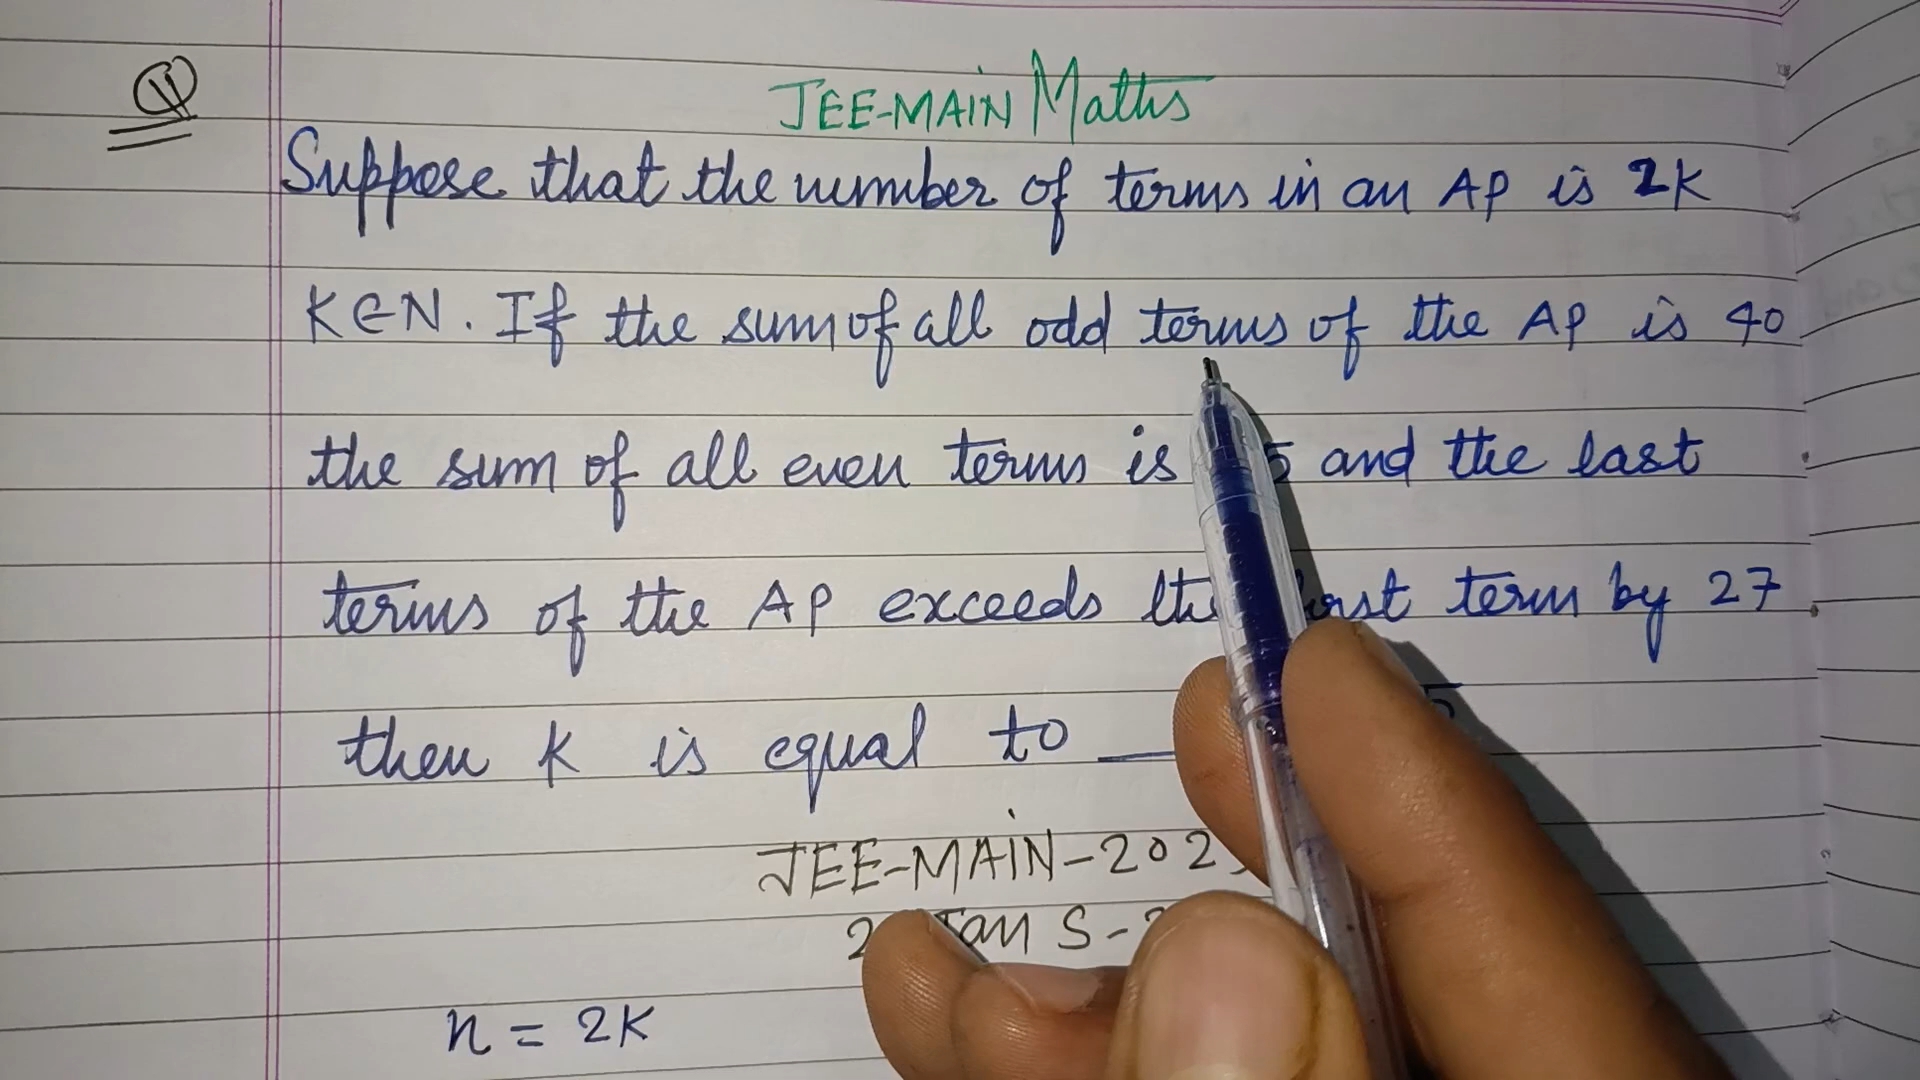 Q
JEE-MAIN Maths
Suppose that the number of terms in an AP is 2K
K∈N. If the sum of all odd terms of the AP is 40
the sum of all even terms is and the last
terms of the AP exceeds term by 27
then K is equal to
JEE-MAIN-202
Jan S-
n = 2K